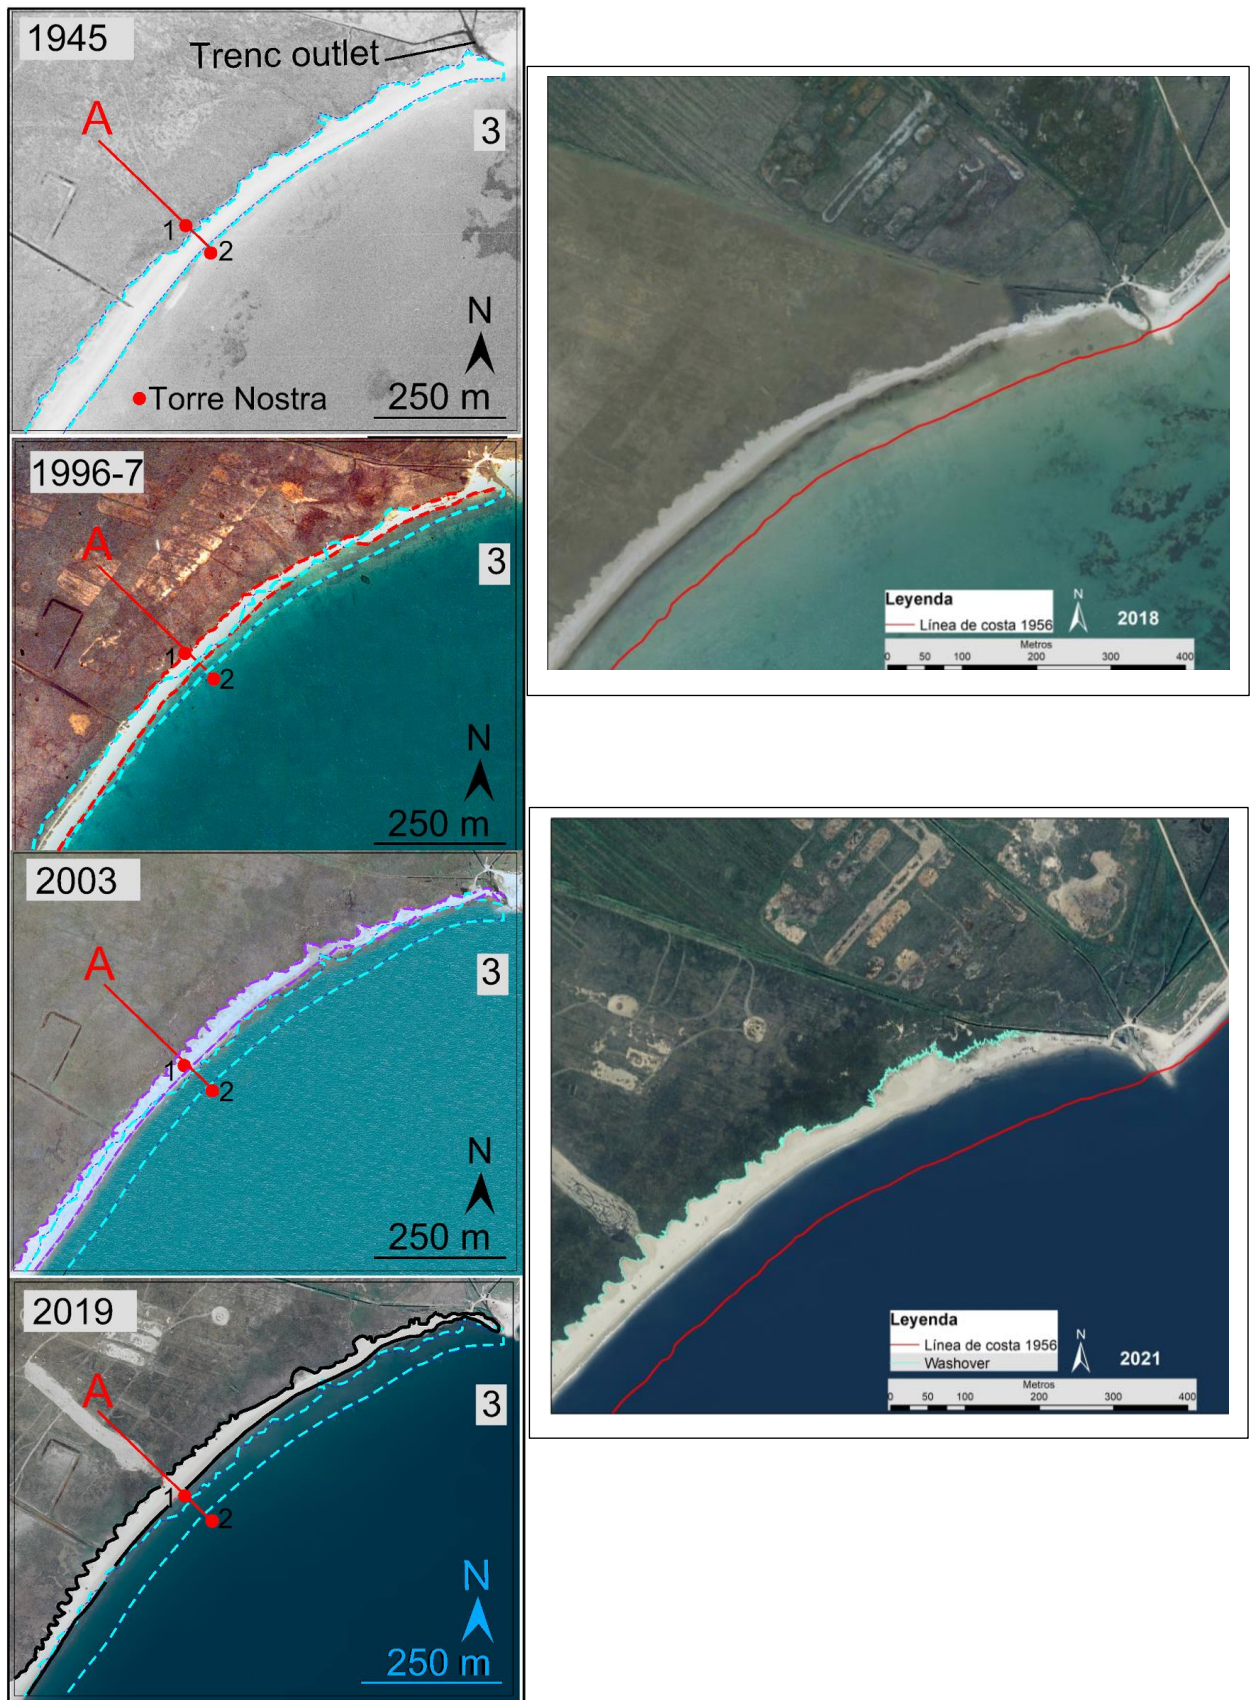 1945
Trenc outlet
A
3
1
2
N
Torre Nostra
250 m
1996-7
A
3
1
2
N
250 m
2003
A
3
1
2
N
250 m
2019
A
3
1
2
N
250 m
Leyenda
Línea de costa 1956
N
2018
Metros
0 50 100 200 300 400
Leyenda
Línea de costa 1956
Washover
N
2021
Metros
0 50 100 200 300 400